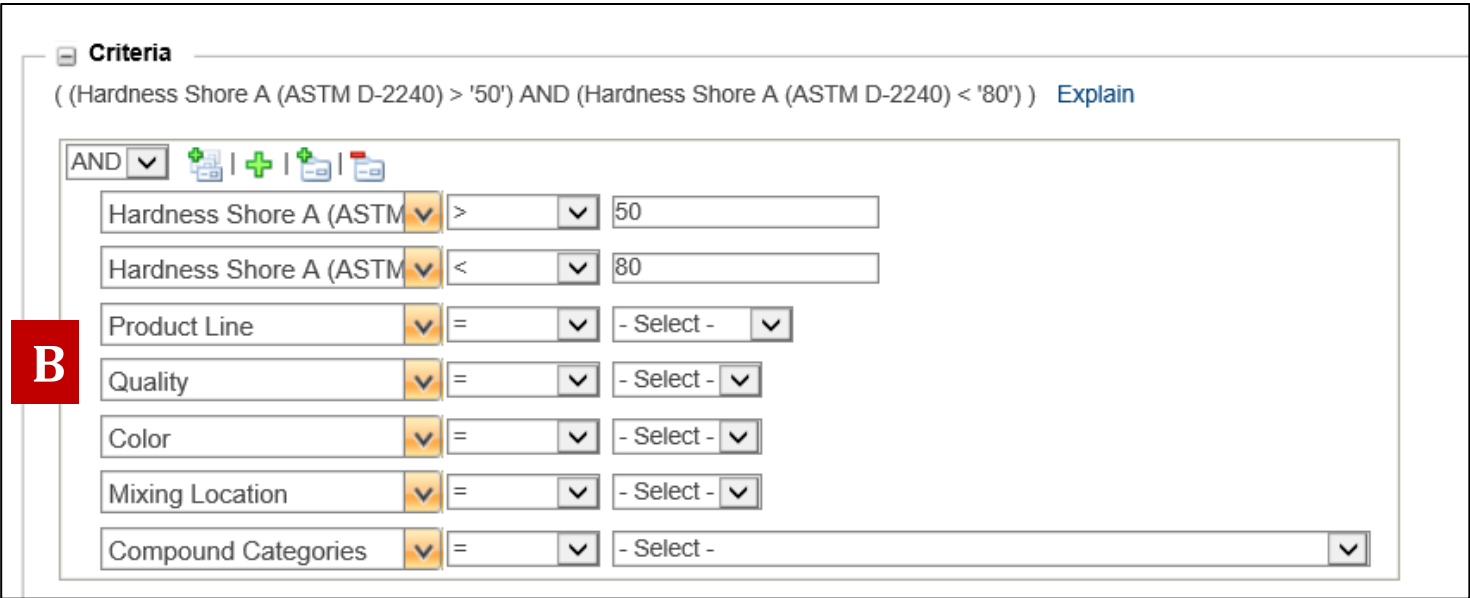 Criteria
( (Hardness Shore A (ASTM D-2240) > '50') AND (Hardness Shore A (ASTM D-2240) < '80') ) Explain
AND
Hardness Shore A (ASTM > 50
Hardness Shore A (ASTM < 80
Product Line = - Select -
B
Quality = - Select -
Color = - Select -
Mixing Location = - Select -
Compound Categories = - Select -